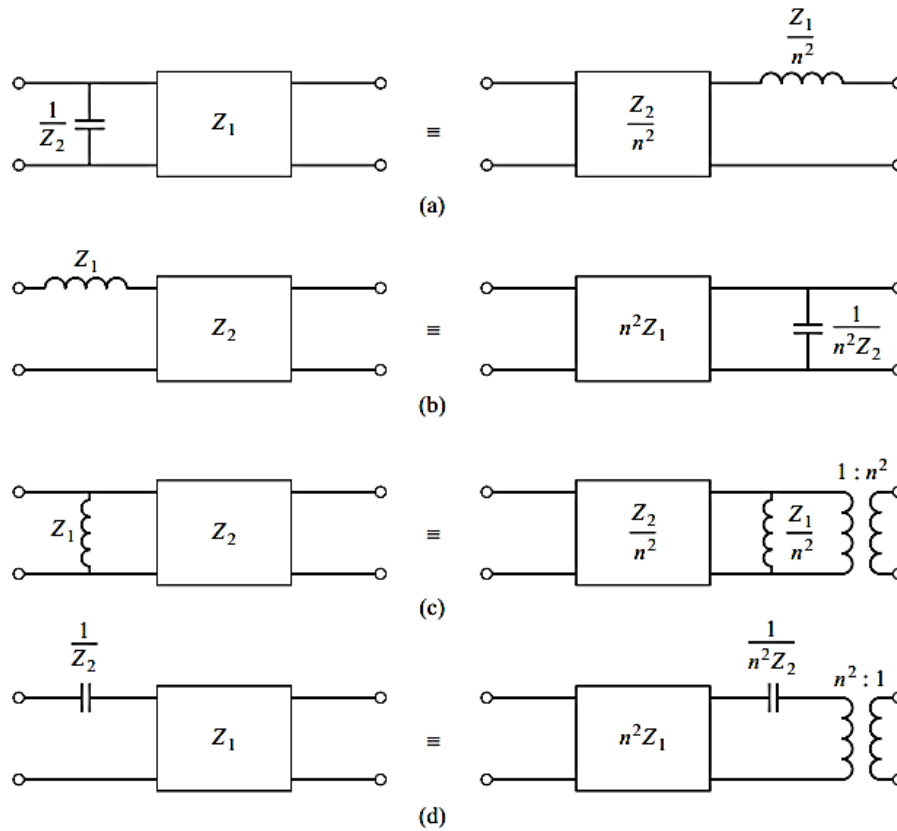 Z₁/n²
1/Z₂
Z₁
≡
Z₂/n²
(a)
Z₁
Z₂
≡
n²Z₁
1/n²Z₂
(b)
Z₁
Z₂
≡
Z₂/n²
Z₁/n²
1 : n²
(c)
1/Z₂
Z₁
≡
n²Z₁
1/n²Z₂
n² : 1
(d)